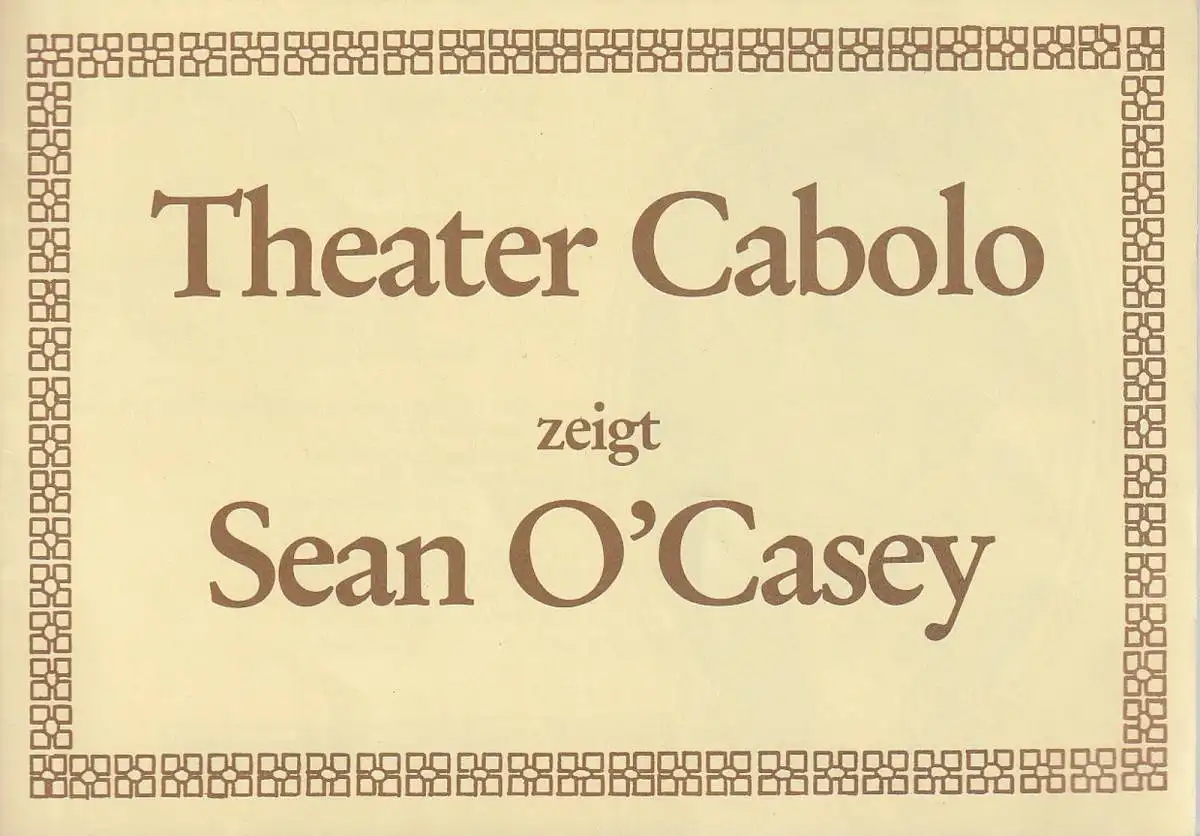 Theater Cabolo
zeigt
Sean O’Casey